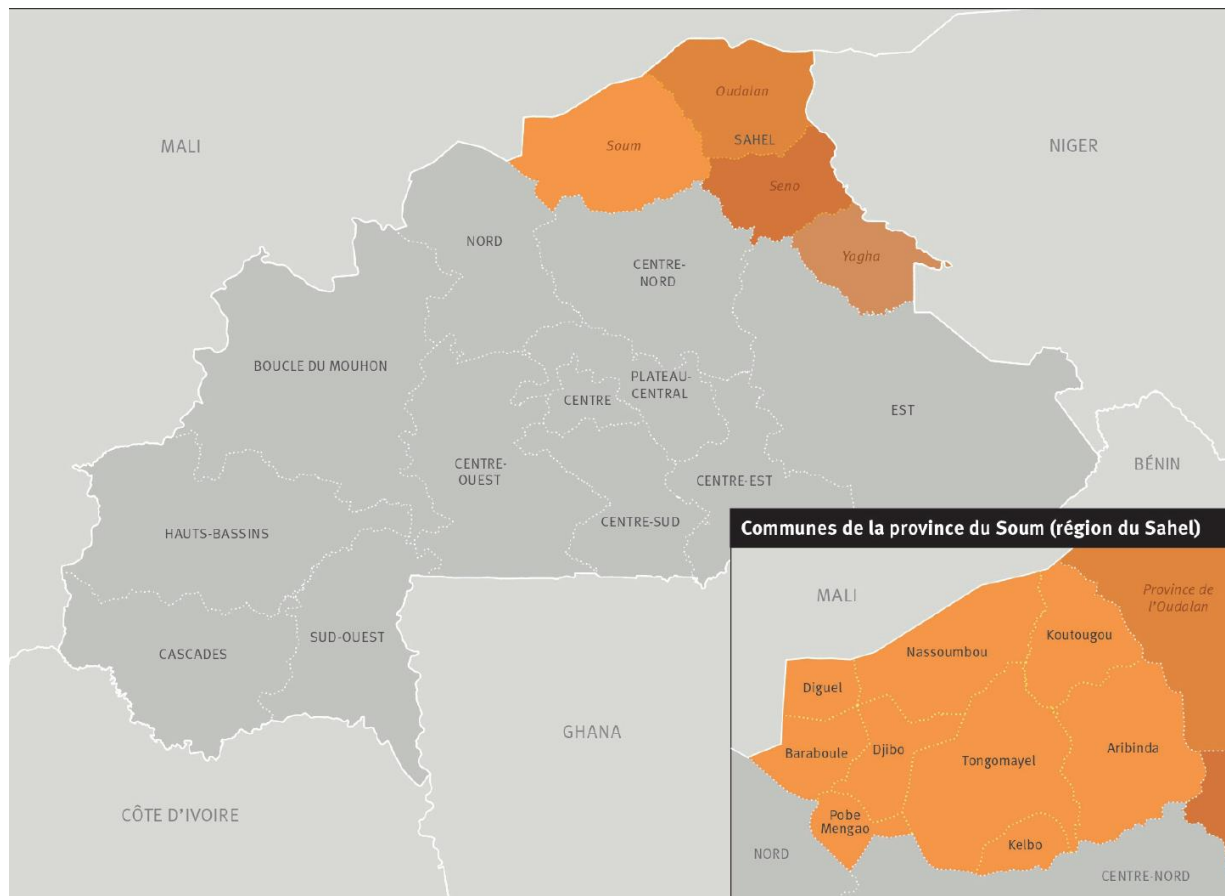 Oudalan
MALI
Soum
SAHEL
NIGER
Seno
NORD
Yagha
CENTRE-
NORD
BOUCLE DU MOUHON
PLATEAU-
CENTRAL
CENTRE
EST
CENTRE-
OUEST
BÉNIN
CENTRE-EST
HAUTS-BASSINS
CENTRE-SUD
SUD-OUEST
CASCADES
GHANA
CÔTE D'IVOIRE
Communes de la province du Soum (région du Sahel)
MALI
Province de
l'Oudalan
Koutougou
Nassoumbou
Diguel
Baraboule
Djibo
Aribinda
Tongomayel
Pobe
Mengao
Kelbo
NORD
CENTRE-NORD